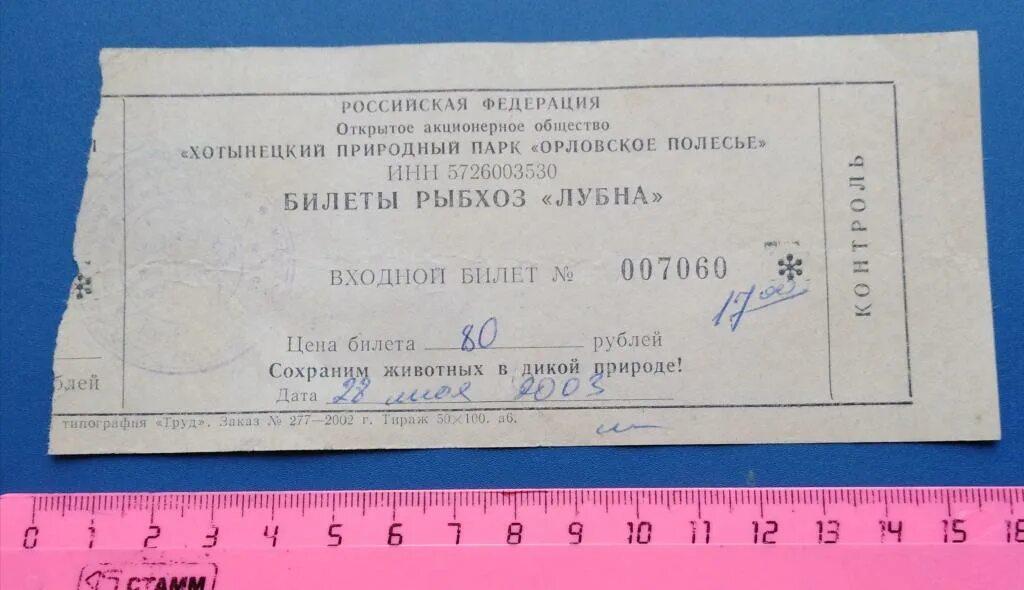 РОССИЙСКАЯ ФЕДЕРАЦИЯ
Открытое акционерное общество
«ХОТЫНЕЦКИЙ ПРИРОДНЫЙ ПАРК «ОРЛОВСКОЕ ПОЛЕСЬЕ»
ИНН 5726003530
БИЛЕТЫ РЫБХОЗ «ЛУБНА»
ВХОДНОЙ БИЛЕТ № 007060
17 00
Цена билета 80 рублей
Сохраним животных в дикой природе!
Дата 28 мая 2003
блей
типография «Труд». Заказ № 277—2002 г. Тираж 50×100. а6.
КОНТРОЛЬ
0 1 2 3 4 5 6 7 8 9 10 11 12 13 14 15 16
СТАММ